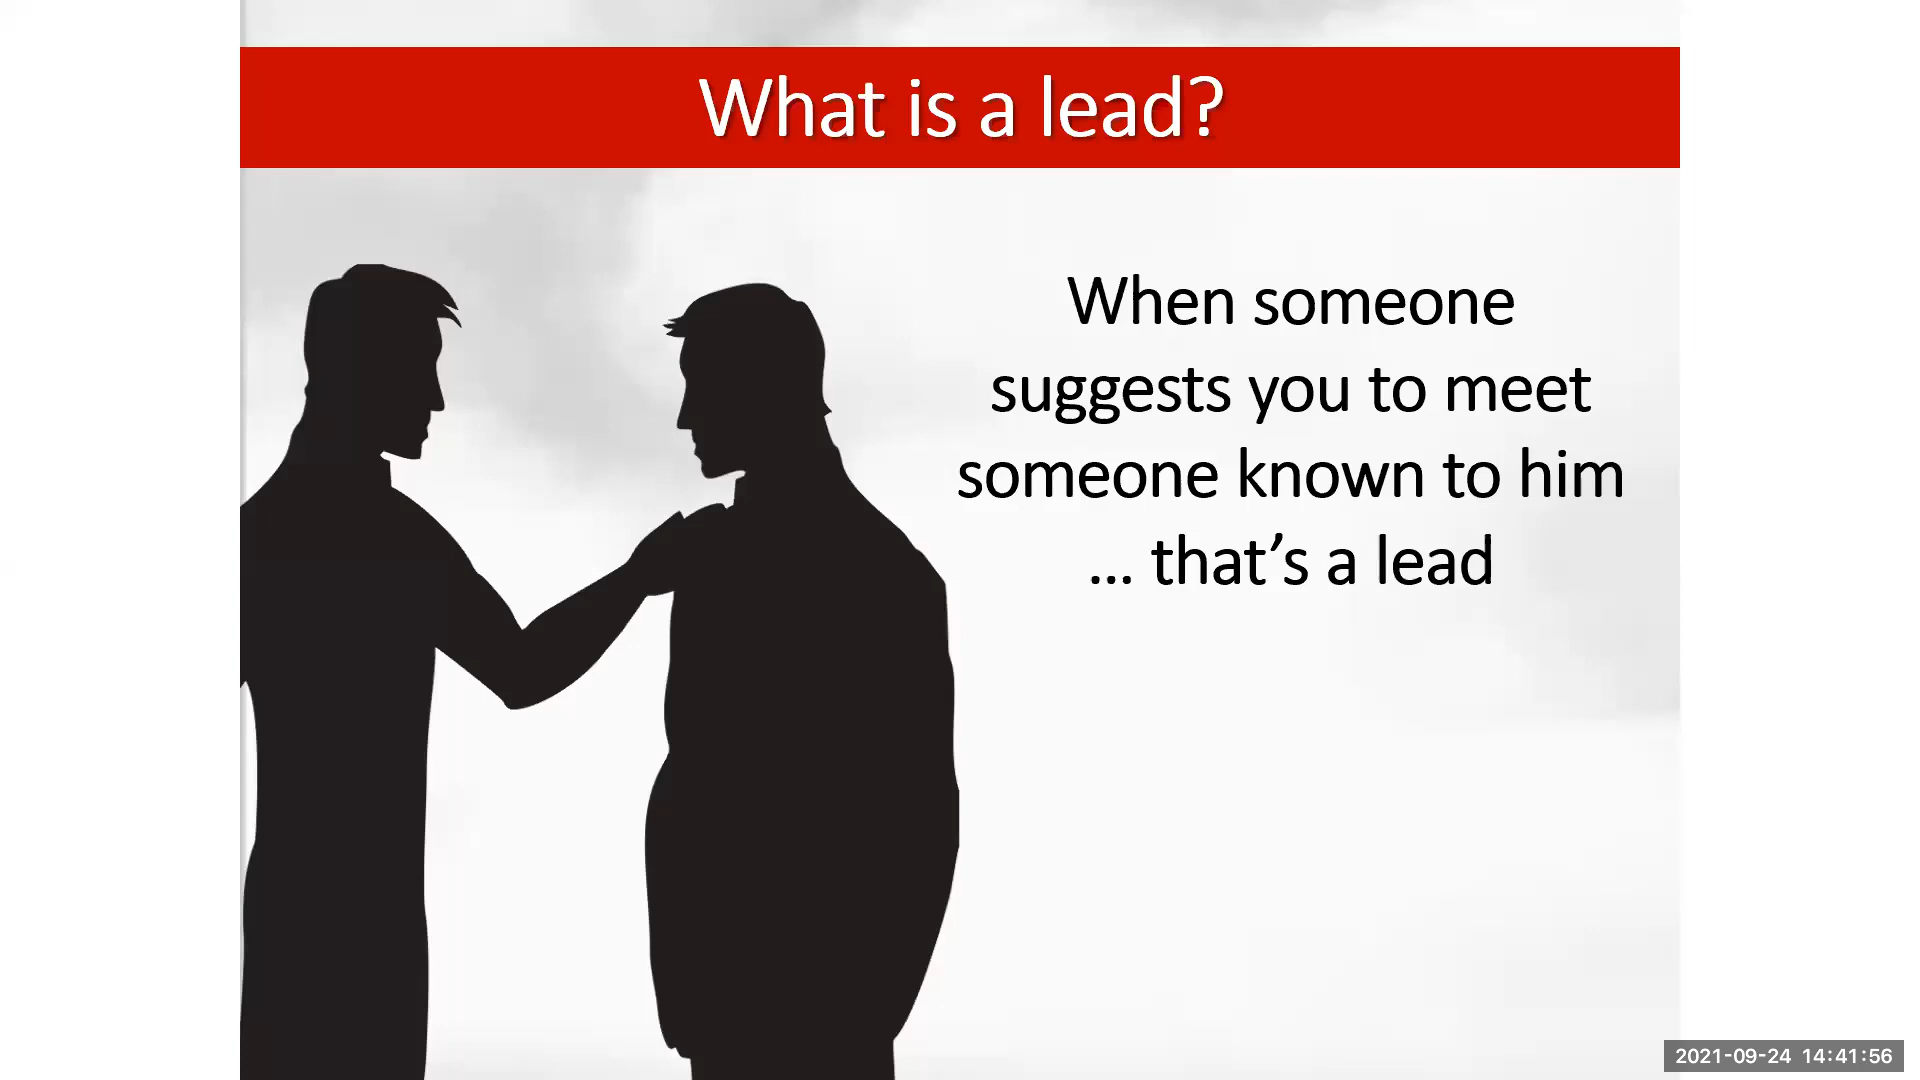 What is a lead?
When someone
suggests you to meet
someone known to him
... that’s a lead
2021-09-24 14:41:56